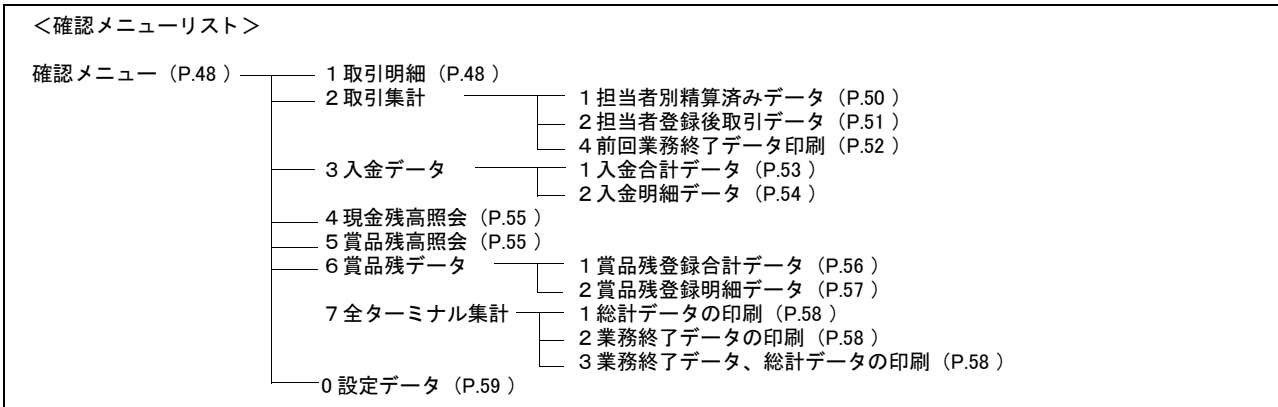 ＜確認メニューリスト＞
確認メニュー（P.48 ） １取引明細（P.48 ）
２取引集計 １担当者別精算済みデータ（P.50 ）
２担当者登録後取引データ（P.51 ）
４前回業務終了データ印刷（P.52 ）
３入金データ １入金合計データ（P.53 ）
２入金明細データ（P.54 ）
４現金残高照会（P.55 ）
５賞品残高照会（P.55 ）
６賞品残データ １賞品残登録合計データ（P.56 ）
２賞品残登録明細データ（P.57 ）
７全ターミナル集計 １総計データの印刷（P.58 ）
２業務終了データの印刷（P.58 ）
３業務終了データ、総計データの印刷（P.58 ）
０設定データ（P.59 ）